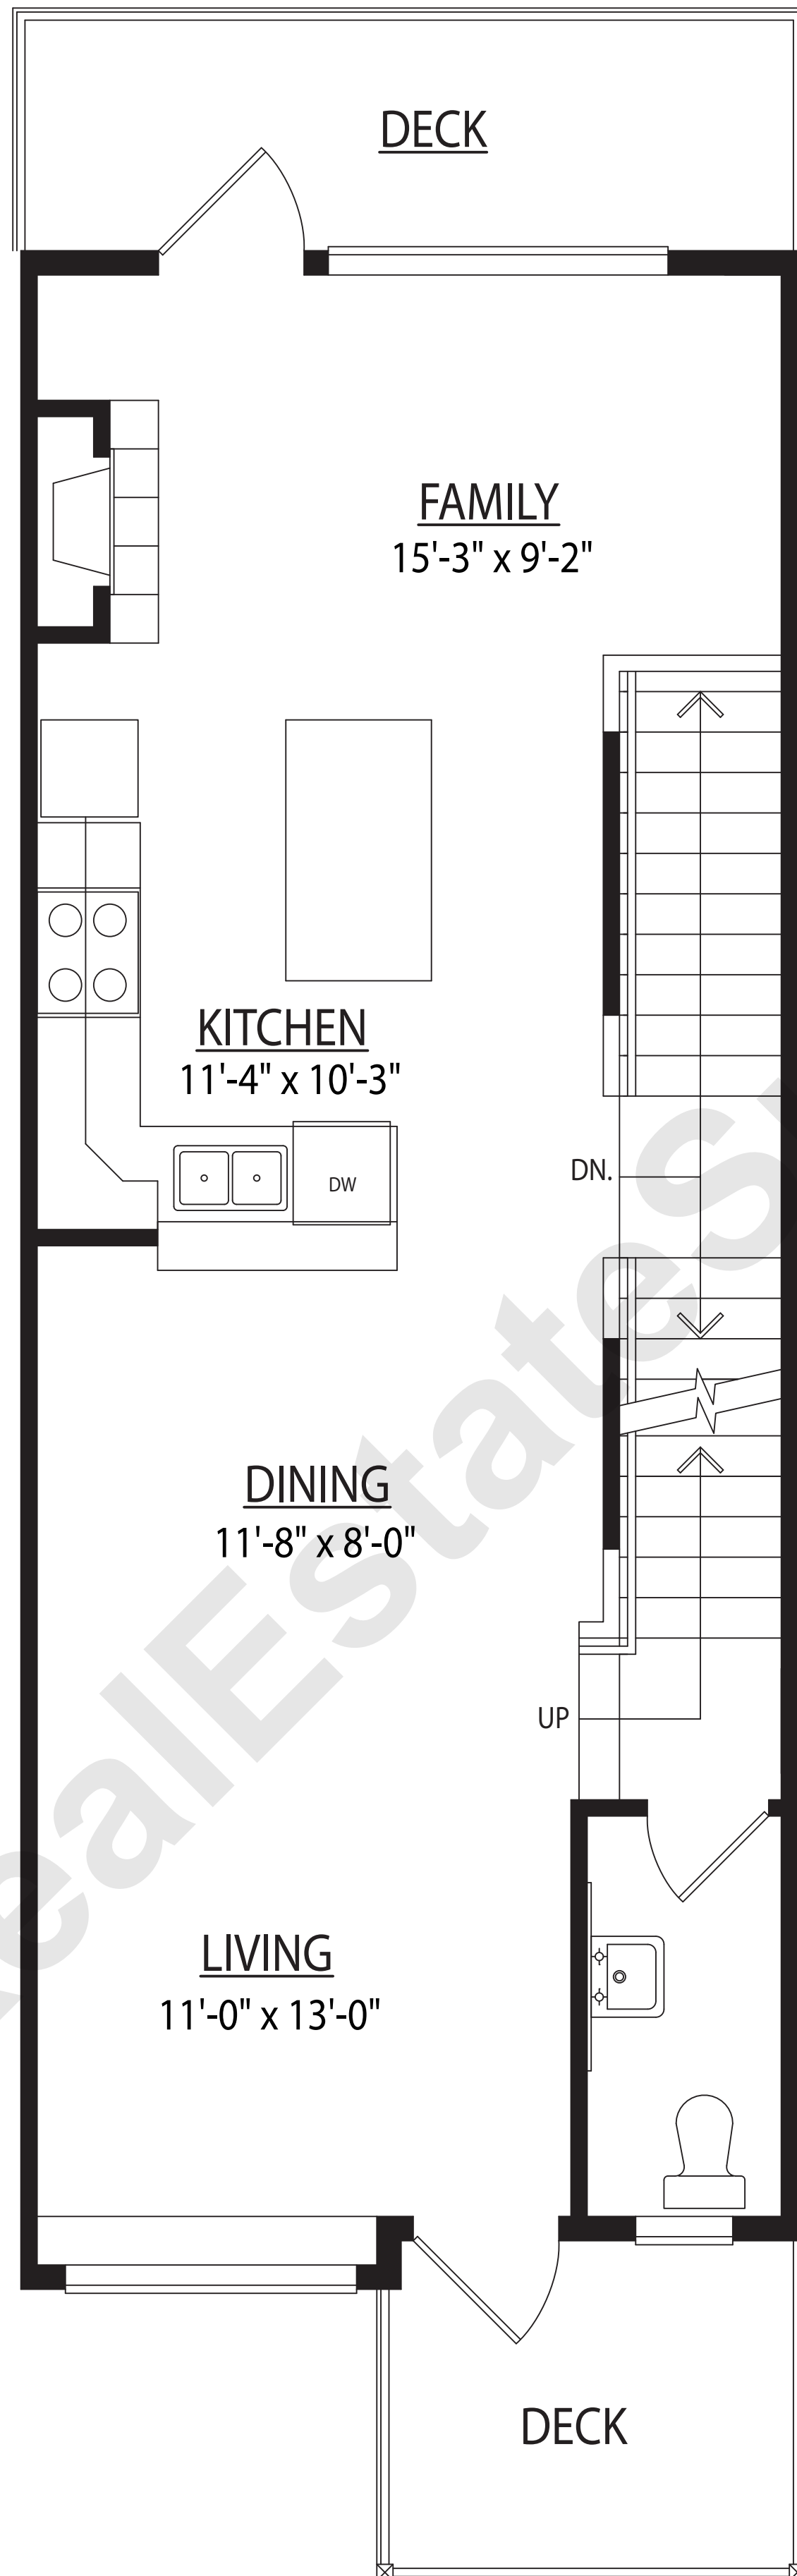 DECK
FAMILY
15'-3" x 9'-2"
KITCHEN
11'-4" x 10'-3"
DN.
DW
DINING
11'-8" x 8'-0"
UP
LIVING
11'-0" x 13'-0"
DECK